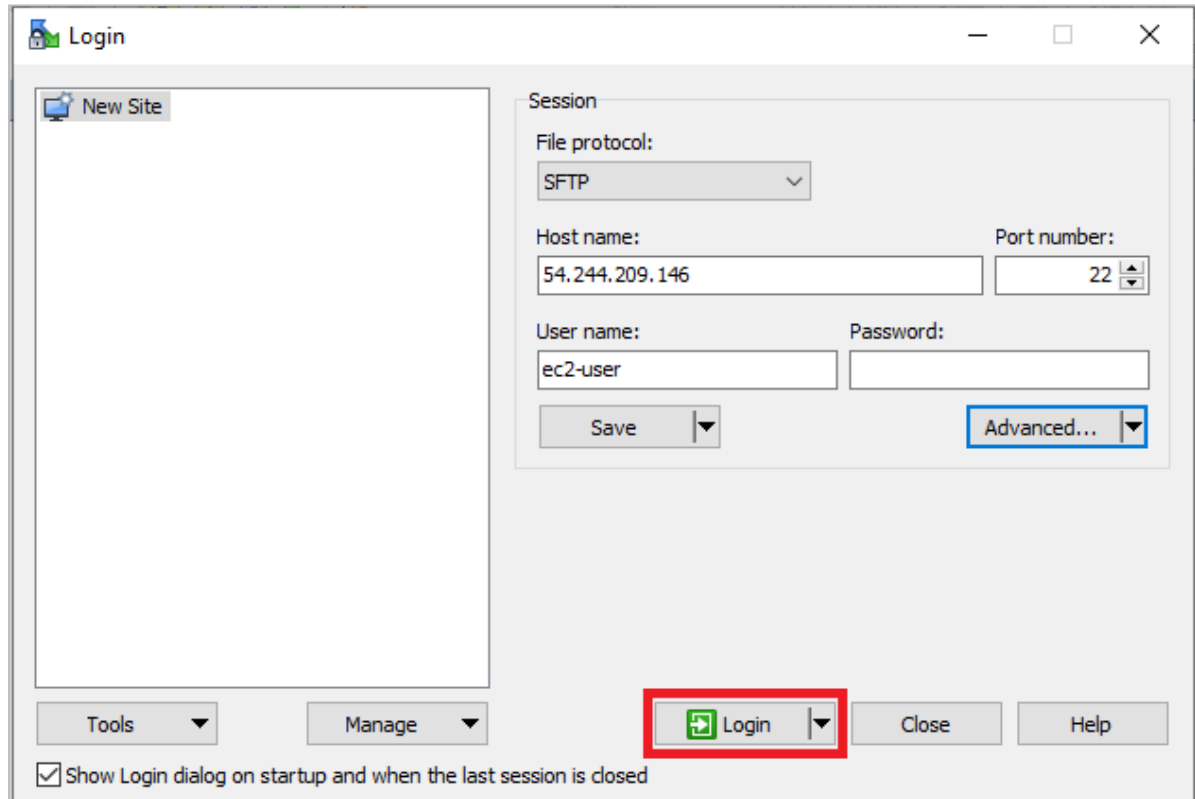 Login
New Site
Session
File protocol:
SFTP
Host name:
Port number:
54.244.209.146
22
User name:
Password:
ec2-user
Save
Advanced...
Tools
Manage
Login
Close
Help
Show Login dialog on startup and when the last session is closed